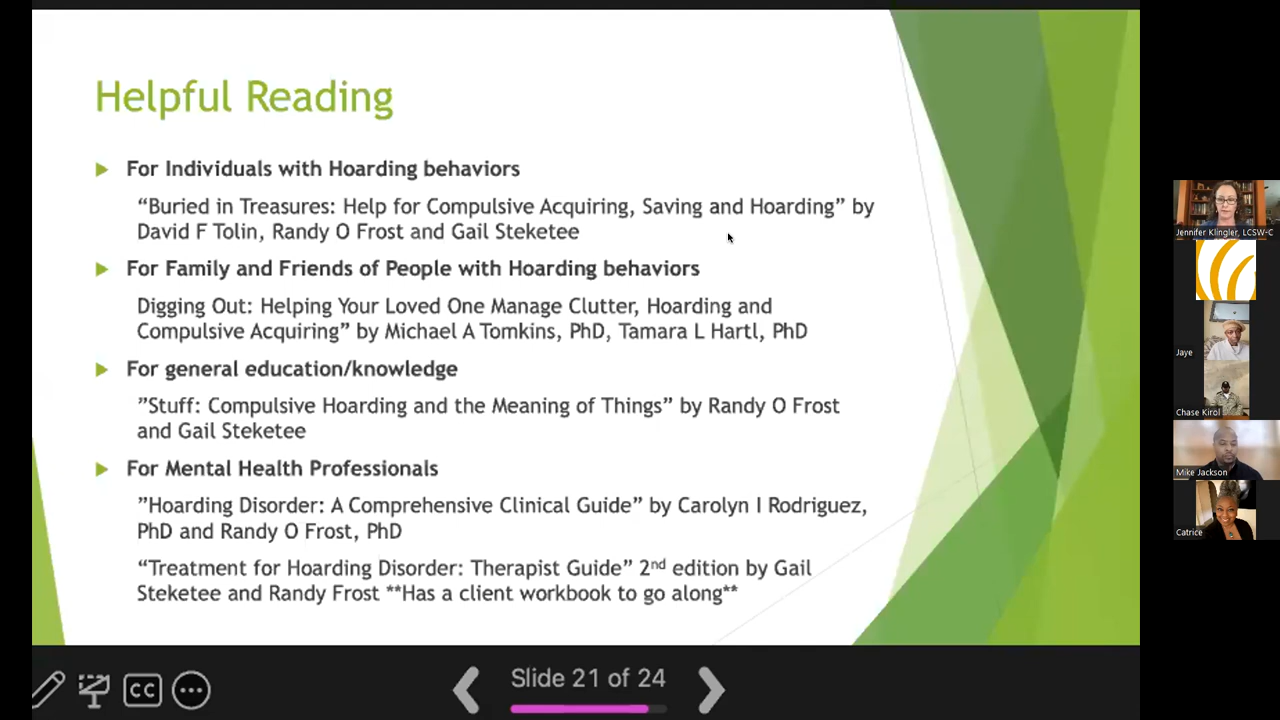 Helpful Reading
For Individuals with Hoarding behaviors
“Buried in Treasures: Help for Compulsive Acquiring, Saving and Hoarding” by
David F Tolin, Randy O Frost and Gail Steketee
For Family and Friends of People with Hoarding behaviors
Digging Out: Helping Your Loved One Manage Clutter, Hoarding and
Compulsive Acquiring” by Michael A Tomkins, PhD, Tamara L Hartl, PhD
For general education/knowledge
”Stuff: Compulsive Hoarding and the Meaning of Things” by Randy O Frost
and Gail Steketee
For Mental Health Professionals
”Hoarding Disorder: A Comprehensive Clinical Guide” by Carolyn I Rodriguez,
PhD and Randy O Frost, PhD
“Treatment for Hoarding Disorder: Therapist Guide” 2nd edition by Gail
Steketee and Randy Frost **Has a client workbook to go along**
CC
Slide 21 of 24
Jennifer Klingler, LCSW-C
Jaye
Chase Kirol
Mike Jackson
Catrice